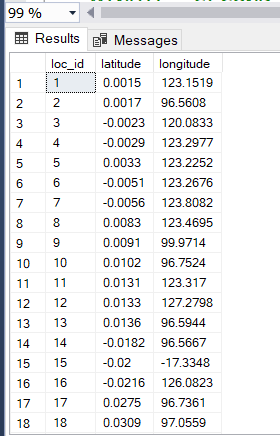 99 %
Results Messages
loc_id latitude longitude
1 1 0.0015 123.1519
2 2 0.0017 96.5608
3 3 -0.0023 120.0833
4 4 -0.0029 123.2977
5 5 0.0033 123.2252
6 6 -0.0051 123.2676
7 7 -0.0056 123.8082
8 8 0.0083 123.4695
9 9 0.0091 99.9714
10 10 0.0102 96.7524
11 11 0.0131 123.317
12 12 0.0133 127.2798
13 13 0.0136 96.5944
14 14 -0.0182 96.5667
15 15 -0.02 -17.3348
16 16 -0.0216 126.0823
17 17 0.0275 96.7361
18 18 0.0309 97.0559